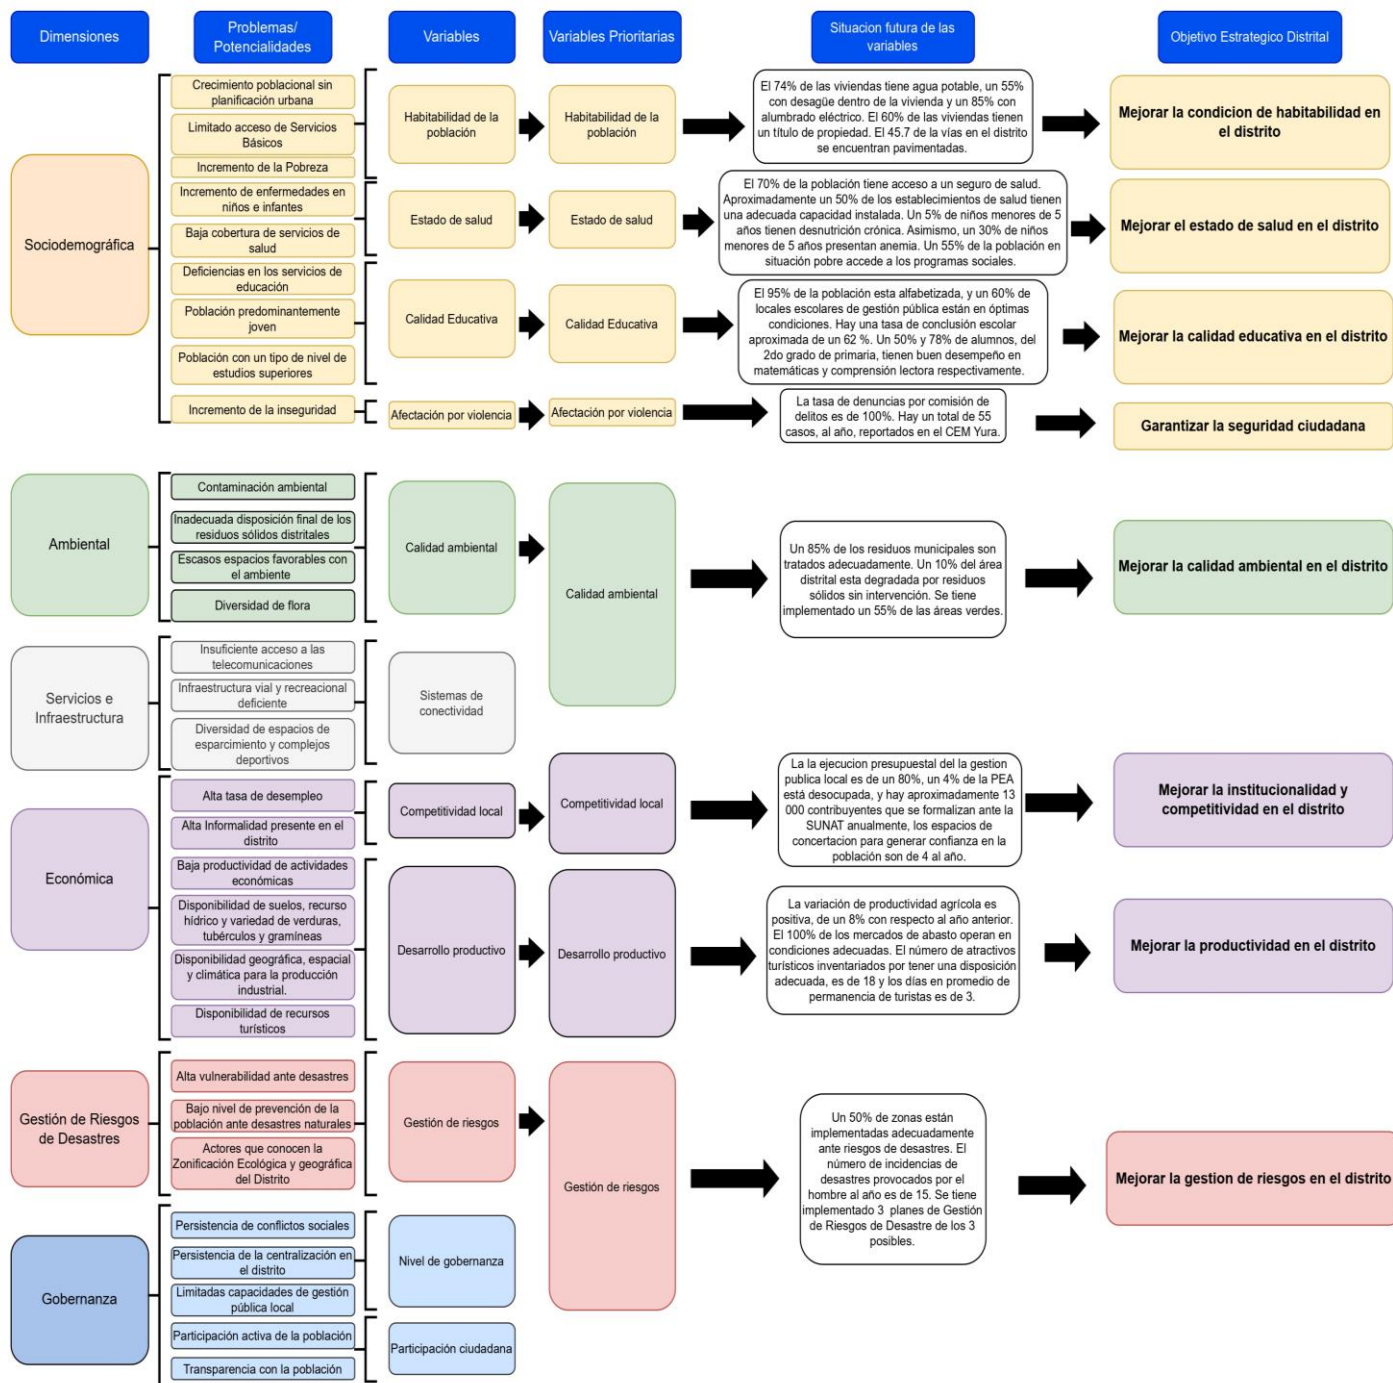 Dimensiones
Problemas/
Potencialidades
Variables
Variables Prioritarias
Situacion futura de las
variables
Objetivo Estrategico Distrital
Sociodemográfica
Crecimiento poblacional sin
planificación urbana
Limitado acceso de Servicios
Básicos
Incremento de la Pobreza
Habitabilidad de la
población
Habitabilidad de la
población
El 74% de las viviendas tiene agua potable, un 55%
con desagüe dentro de la vivienda y un 85% con
alumbrado eléctrico. El 60% de las viviendas tienen
un título de propiedad. El 45.7 de la vías en el distrito
se encuentran pavimentadas.
Mejorar la condicion de habitabilidad en
el distrito
Incremento de enfermedades en
niños e infantes
Baja cobertura de servicios de
salud
Estado de salud
Estado de salud
El 70% de la población tiene acceso a un seguro de salud.
Aproximadamente un 50% de los establecimientos de salud tienen
una adecuada capacidad instalada. Un 5% de niños menores de 5
años tienen desnutrición crónica. Asimismo, un 30% de niños
menores de 5 años presentan anemia. Un 55% de la población en
situación pobre accede a los programas sociales.
Mejorar el estado de salud en el distrito
Deficiencias en los servicios de
educación
Población predominantemente
joven
Población con un tipo de nivel de
estudios superiores
Calidad Educativa
Calidad Educativa
El 95% de la población esta alfabetizada, y un 60% de
locales escolares de gestión pública están en óptimas
condiciones. Hay una tasa de conclusión escolar
aproximada de un 62 %. Un 50% y 78% de alumnos, del
2do grado de primaria, tienen buen desempeño en
matemáticas y comprensión lectora respectivamente.
Mejorar la calidad educativa en el distrito
Incremento de la inseguridad
Afectación por violencia
Afectación por violencia
La tasa de denuncias por comisión de
delitos es de 100%. Hay un total de 55
casos, al año, reportados en el CEM Yura.
Garantizar la seguridad ciudadana
Ambiental
Contaminación ambiental
Inadecuada disposición final de los
residuos sólidos distritales
Escasos espacios favorables con
el ambiente
Diversidad de flora
Calidad ambiental
Calidad ambiental
Un 85% de los residuos municipales son
tratados adecuadamente. Un 10% del área
distrital esta degradada por residuos
sólidos sin intervención. Se tiene
implementado un 55% de las áreas verdes.
Mejorar la calidad ambiental en el distrito
Servicios e
Infraestructura
Insuficiente acceso a las
telecomunicaciones
Infraestructura vial y recreacional
deficiente
Diversidad de espacios de
esparcimiento y complejos
deportivos
Sistemas de
conectividad
Económica
Alta tasa de desempleo
Alta Informalidad presente en el
distrito
Competitividad local
Competitividad local
La la ejecucion presupuestal del la gestion
publica local es de un 80%, un 4% de la PEA
está desocupada, y hay aproximadamente 13
000 contribuyentes que se formalizan ante la
SUNAT anualmente, los espacios de
concertacion para generar confianza en la
población son de 4 al año.
Mejorar la institucionalidad y
competitividad en el distrito
Baja productividad de actividades
económicas
Disponibilidad de suelos, recurso
hídrico y variedad de verduras,
tubérculos y gramíneas
Disponibilidad geográfica, espacial
y climática para la producción
industrial.
Disponibilidad de recursos
turísticos
Desarrollo productivo
Desarrollo productivo
La variación de productividad agrícola es
positiva, de un 8% con respecto al año anterior.
El 100% de los mercados de abasto operan en
condiciones adecuadas. El número de atractivos
turísticos inventariados por tener una disposición
adecuada, es de 18 y los días en promedio de
permanencia de turistas es de 3.
Mejorar la productividad en el distrito
Gestión de Riesgos
de Desastres
Alta vulnerabilidad ante desastres
Bajo nivel de prevención de la
población ante desastres naturales
Actores que conocen la
Zonificación Ecológica y geográfica
del Distrito
Gestión de riesgos
Gestión de riesgos
Un 50% de zonas están
implementadas adecuadamente
ante riesgos de desastres. El
número de incidencias de
desastres provocados por el
hombre al año es de 15. Se tiene
implementado 3 planes de Gestión
de Riesgos de Desastre de los 3
posibles.
Mejorar la gestion de riesgos en el distrito
Gobernanza
Persistencia de conflictos sociales
Persistencia de la centralización en
el distrito
Limitadas capacidades de gestión
pública local
Nivel de gobernanza
Participación activa de la población
Transparencia con la población
Participación ciudadana